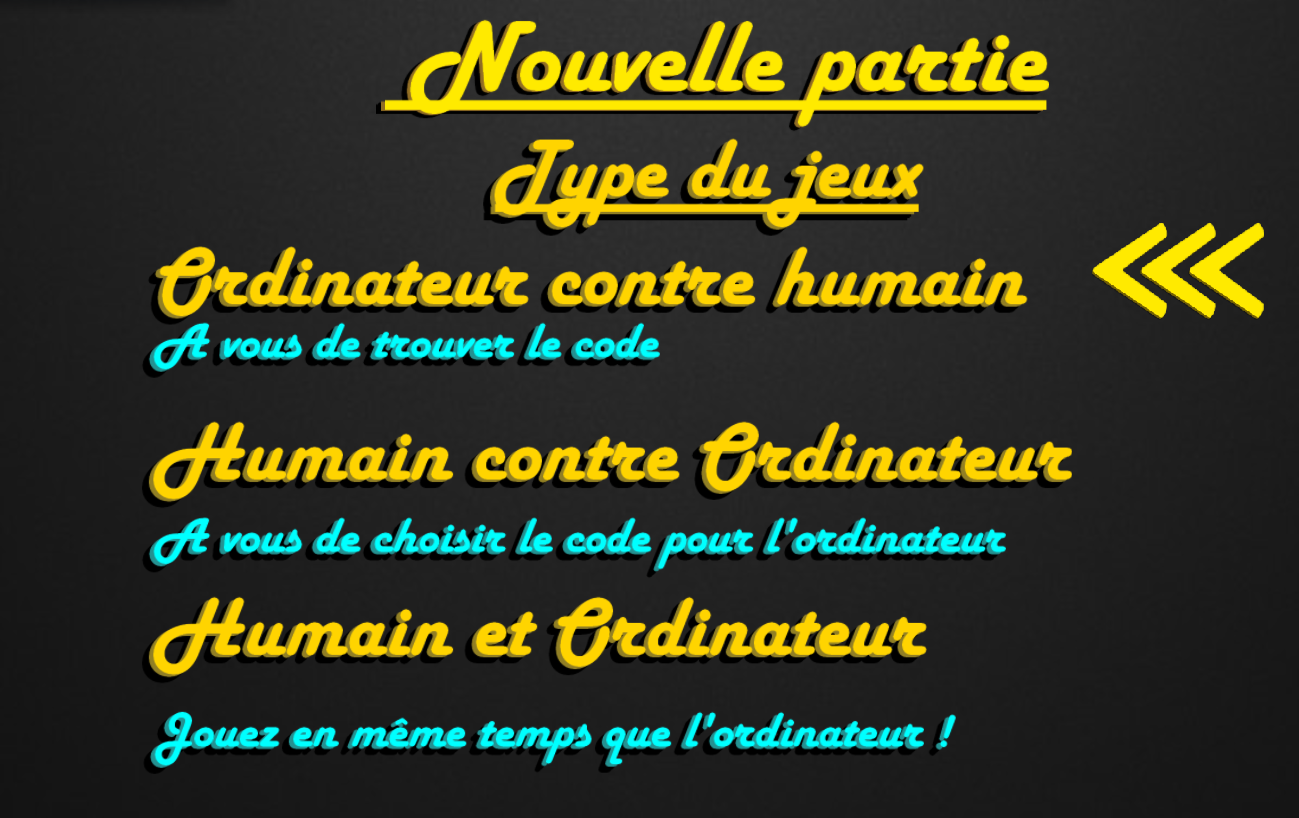 Nouvelle partie
Type du jeux
Ordinateur contre humain
A vous de trouver le code
Humain contre Ordinateur
A vous de choisir le code pour l'ordinateur
Humain et Ordinateur
Jouez en même temps que l'ordinateur !